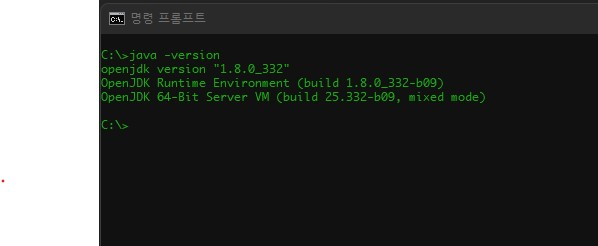 명령 프롬프트
C:\>java -version
openjdk version "1.8.0_332"
OpenJDK Runtime Environment (build 1.8.0_332-b09)
OpenJDK 64-Bit Server VM (build 25.332-b09, mixed mode)
C:\>